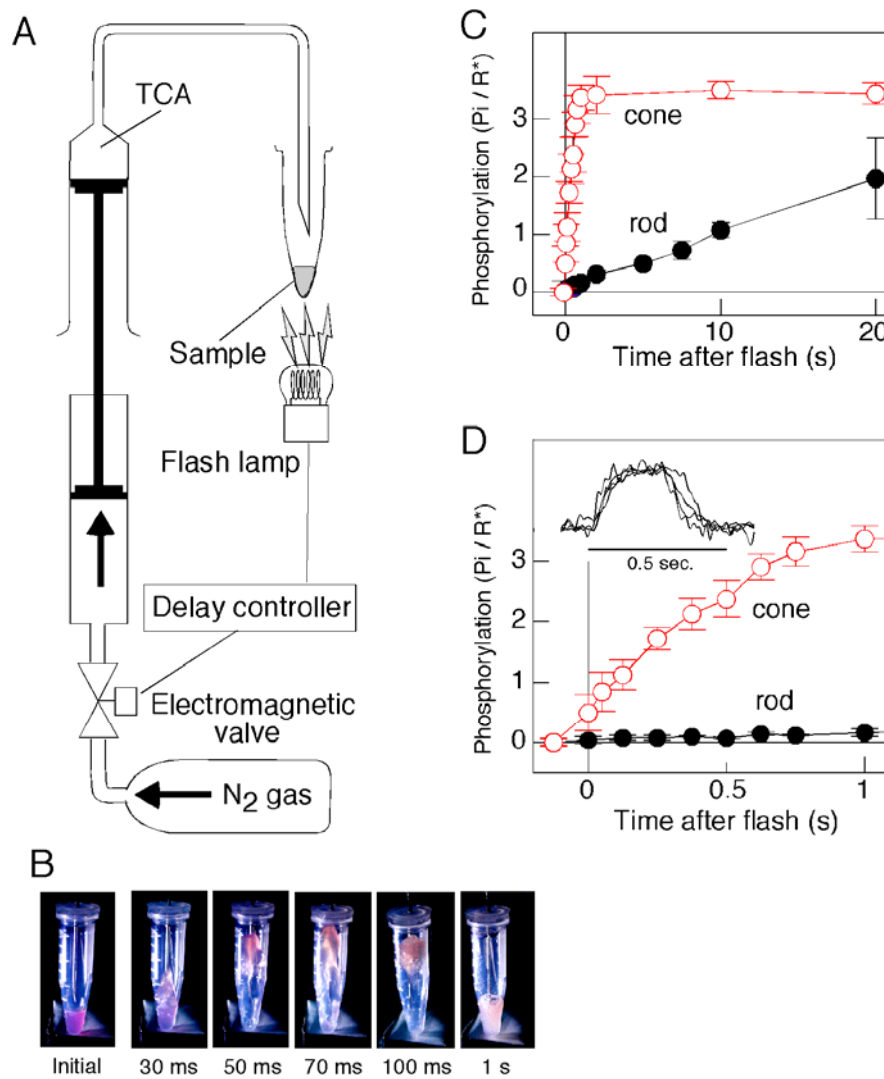 A
TCA
Sample
Flash lamp
Delay controller
Electromagnetic
valve
N2 gas
B
Initial
30 ms
50 ms
70 ms
100 ms
1 s
C
Phosphorylation (Pi / R*)
3
2
1
0
cone
rod
0
10
20
Time after flash (s)
D
Phosphorylation (Pi / R*)
3
2
1
0
0.5 sec.
cone
rod
0
0.5
1
Time after flash (s)